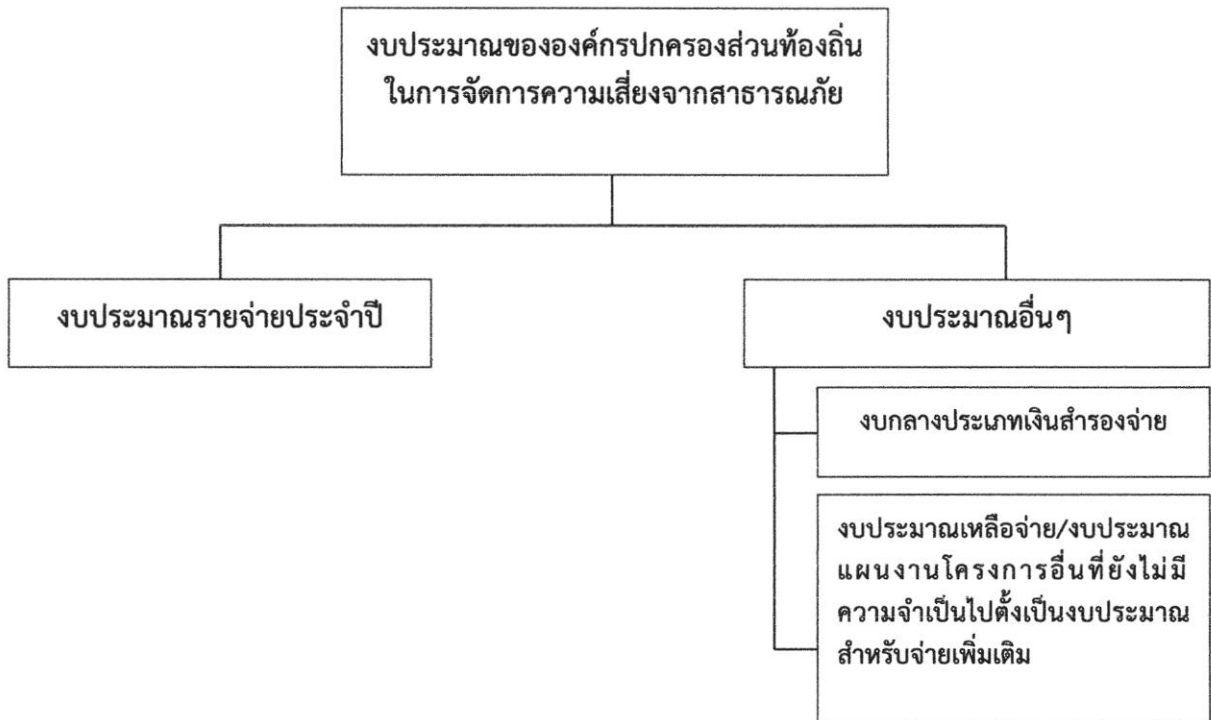 งบประมาณขององค์กรปกครองส่วนท้องถิ่น
ในการจัดการความเสี่ยงจากสาธารณภัย
งบประมาณรายจ่ายประจำปี
งบประมาณอื่นๆ
งบกลางประเภทเงินสำรองจ่าย
งบประมาณเหลือจ่าย/งบประมาณ
แผนงานโครงการอื่นที่ยังไม่มี
ความจำเป็นไปตั้งเป็นงบประมาณ
สำหรับจ่ายเพิ่มเติม